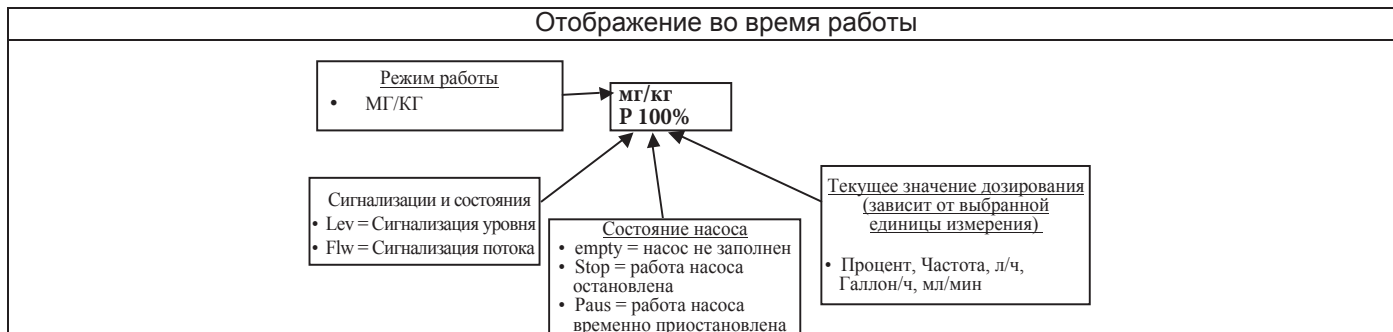 Отображение во время работы
Режим работы
• МГ/КГ
мг/кг
P 100%
Сигнализации и состояния
• Lev = Сигнализация уровня
• Flw = Сигнализация потока
Состояние насоса
• empty = насос не заполнен
• Stop = работа насоса
остановлена
• Paus = работа насоса
временно приостановлена
Текущее значение дозирования
(зависит от выбранной
единицы измерения)
• Процент, Частота, л/ч,
Галлон/ч, мл/мин